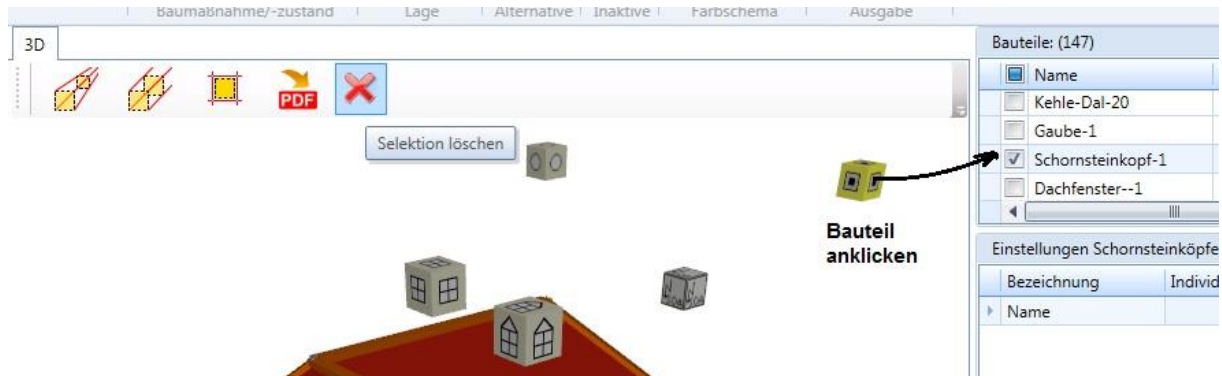 Baumaßnahme/-zustand Lage Alternative Inaktive Farbschema Ausgabe
3D
PDF
Selektion löschen
Bauteil
anklicken
Bauteile: (147)
Name
Kehle-Dal-20
Gaube-1
Schornsteinkopf-1
Dachfenster--1
Einstellungen Schornsteinköpfe
Bezeichnung Individ
Name